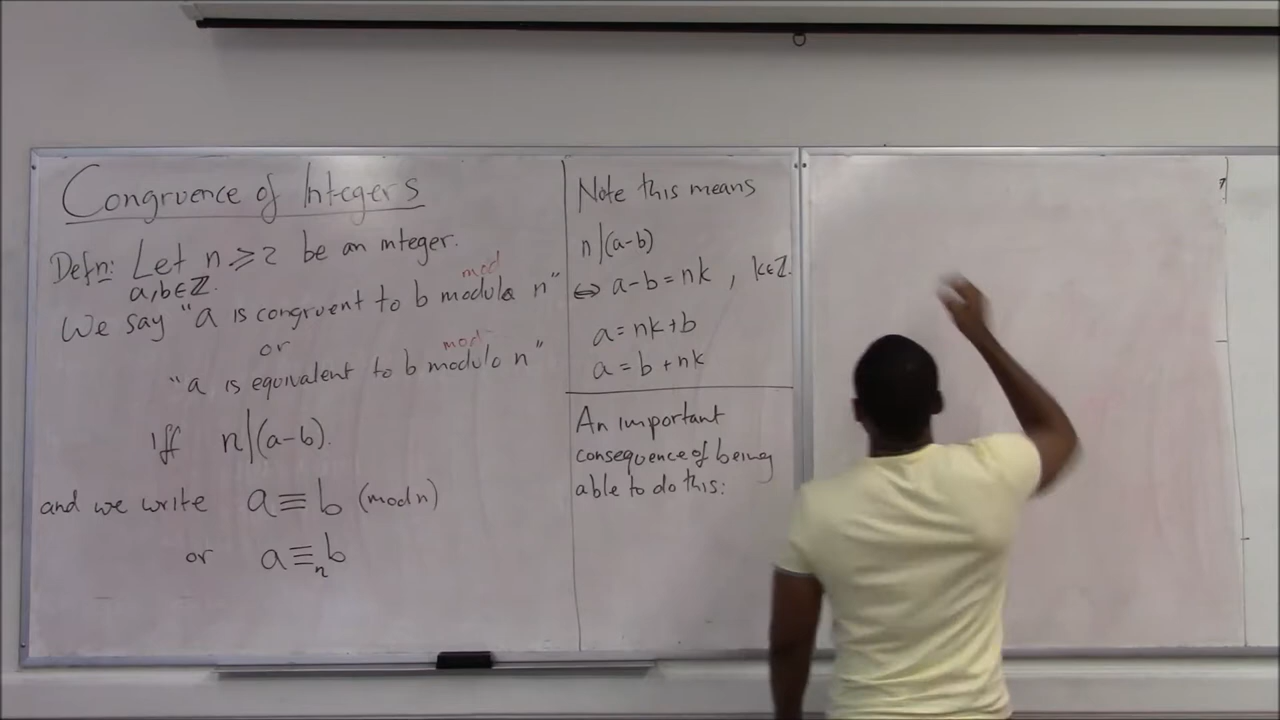 Congruence of Integers
Defn: Let n ⩾ 2 be an integer.
a,b∈ℤ.
mod
We say "a is congruent to b modulo n"
or
mod
"a is equivalent to b modulo n"
iff n|(a-b).
and we write a ≡ b (mod n)
or a ≡ₙ b
Note this means
n|(a-b)
⇔ a-b = nk , k∈ℤ.
a = nk+b
a = b + nk
An important
consequence of being
able to do this: